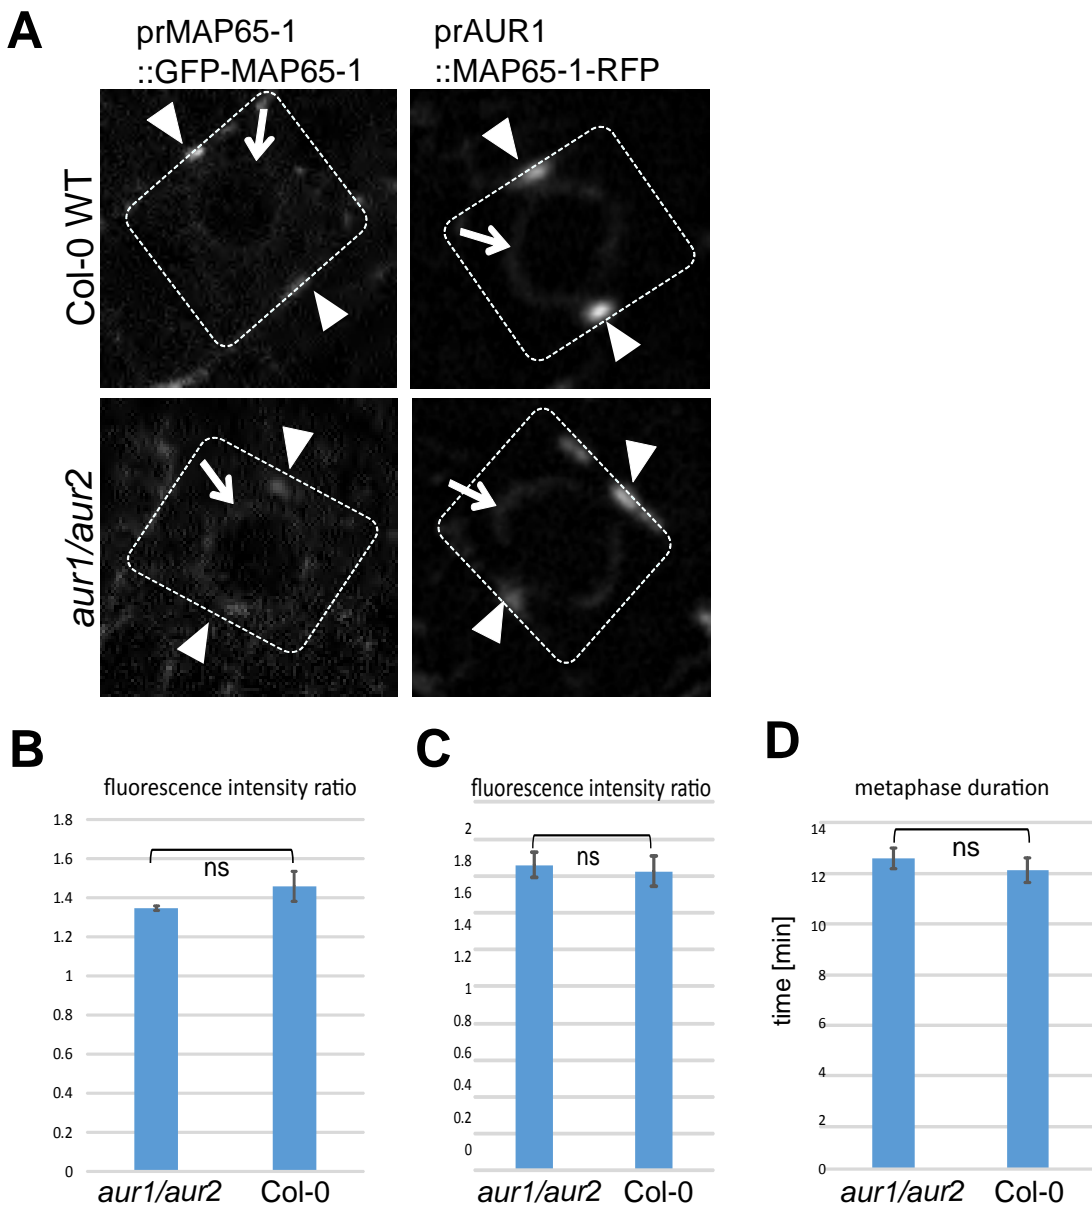 A
prMAP65-1
::GFP-MAP65-1
prAUR1
::MAP65-1-RFP
Col-0 WT
aur1/aur2
B
fluorescence intensity ratio
1.8
1.6
1.4
1.2
1
0.8
0.6
0.4
0.2
0
ns
aur1/aur2
Col-0
C
fluorescence intensity ratio
2
1.8
1.6
1.4
1.2
1
0.8
0.6
0.4
0.2
0
ns
aur1/aur2
Col-0
D
metaphase duration
time [min]
14
12
10
8
6
4
2
0
ns
aur1/aur2
Col-0